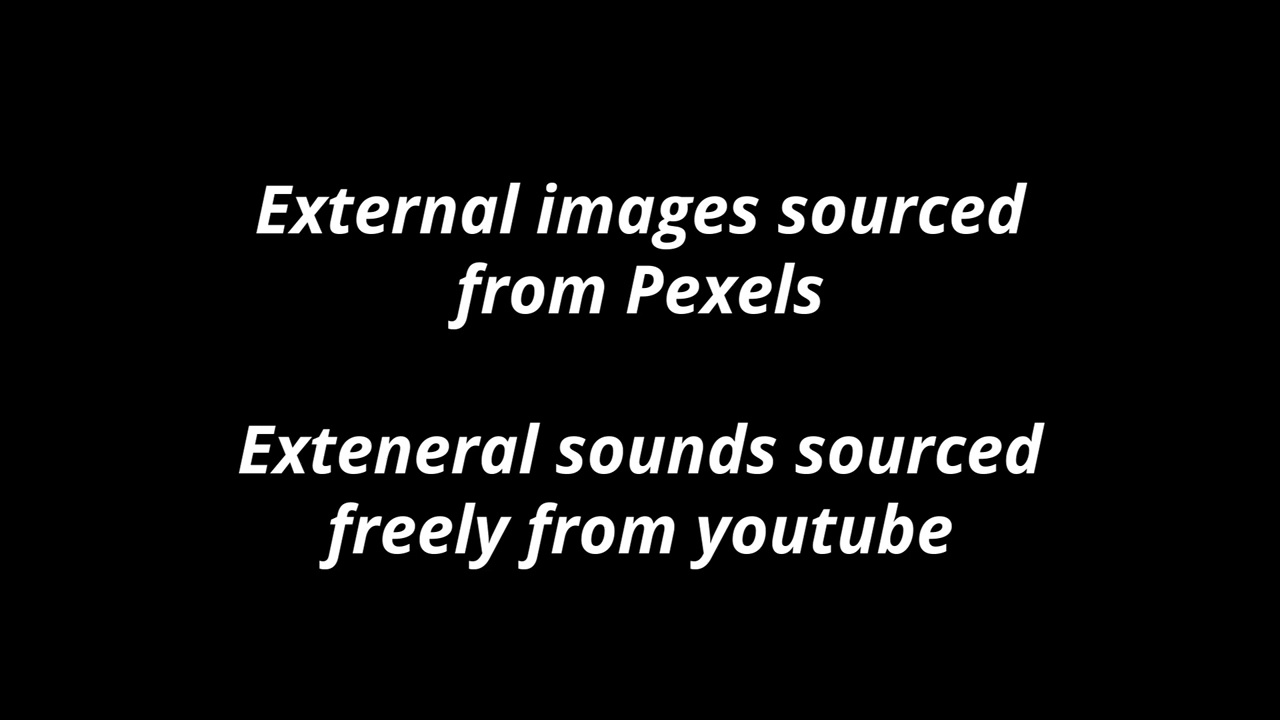 External images sourced
from Pexels
Exteneral sounds sourced
freely from youtube